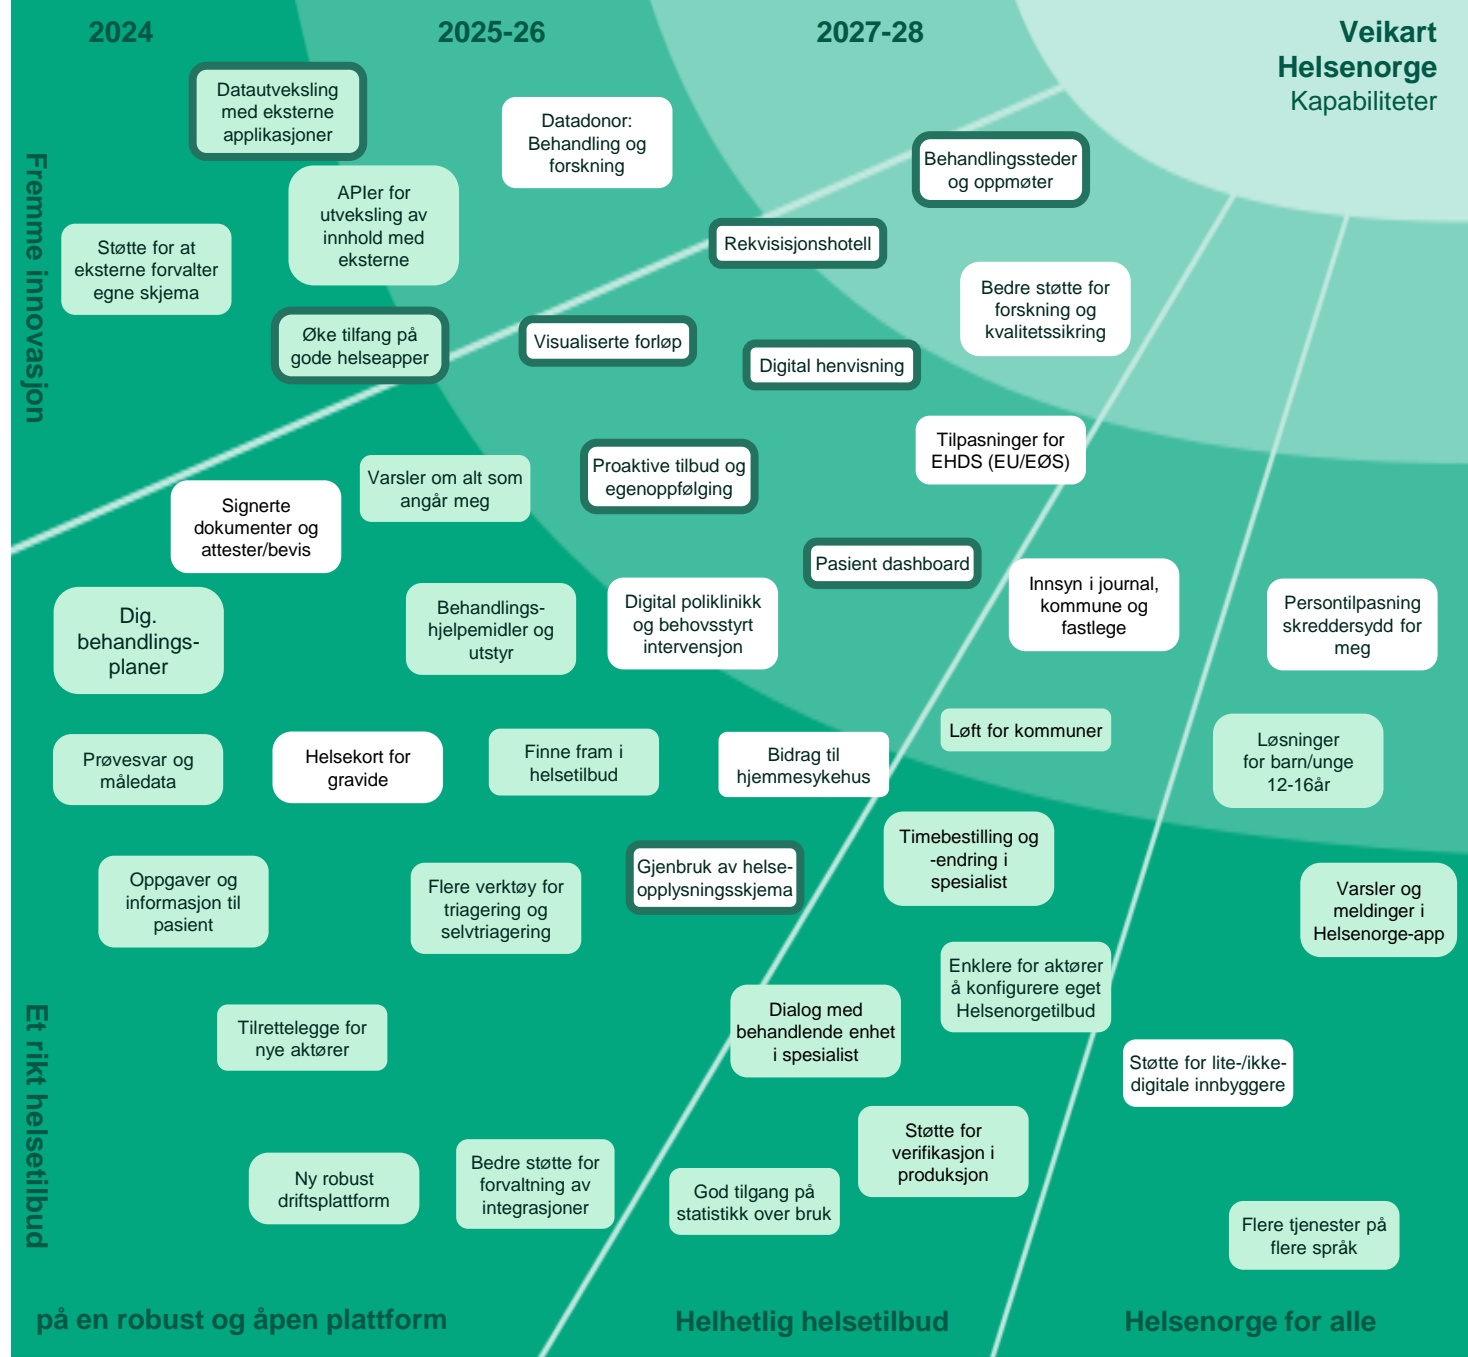 2024
2025-26
2027-28
Veikart
Helsenorge
Kapabiliteter
Fremme innovasjon
Datautveksling
med eksterne
applikasjoner
Datadonor:
Behandling og
forskning
Behandlingssteder
og oppmøter
APIer for
utveksling av
innhold med
eksterne
Støtte for at
eksterne forvalter
egne skjema
Rekvisisjonshotell
Bedre støtte for
forskning og
kvalitetssikring
Øke tilfang på
gode helseapper
Visualiserte forløp
Digital henvisning
Tilpasninger for
EHDS (EU/EØS)
Varsler om alt som
angår meg
Proaktive tilbud og
egenoppfølging
Signerte
dokumenter og
attester/bevis
Pasient dashboard
Innsyn i journal,
kommune og
fastlege
Persontilpasning
skreddersydd for
meg
Dig.
behandlings-
planer
Behandlings-
hjelpemidler og
utstyr
Digital poliklinikk
og behovsstyrt
intervensjon
Løft for kommuner
Løsninger
for barn/unge
12-16år
Prøvesvar og
måledata
Helsekort for
gravide
Finne fram i
helsetilbud
Bidrag til
hjemmesykehus
Timebestilling og
-endring i
spesialist
Gjenbruk av helse-
opplysningsskjema
Oppgaver og
informasjon til
pasient
Flere verktøy for
triagering og
selvtriagering
Varsler og
meldinger i
Helsenorge-app
Enklere for aktører
å konfigurere eget
Helsenorgetilbud
Et rikt helsetilbud
Tilrettelegge for
nye aktører
Dialog med
behandlende enhet
i spesialist
Støtte for lite-/ikke-
digitale innbyggere
Støtte for
verifikasjon i
produksjon
Ny robust
driftsplattform
Bedre støtte for
forvaltning av
integrasjoner
God tilgang på
statistikk over bruk
Flere tjenester på
flere språk
på en robust og åpen plattform
Helhetlig helsetilbud
Helsenorge for alle